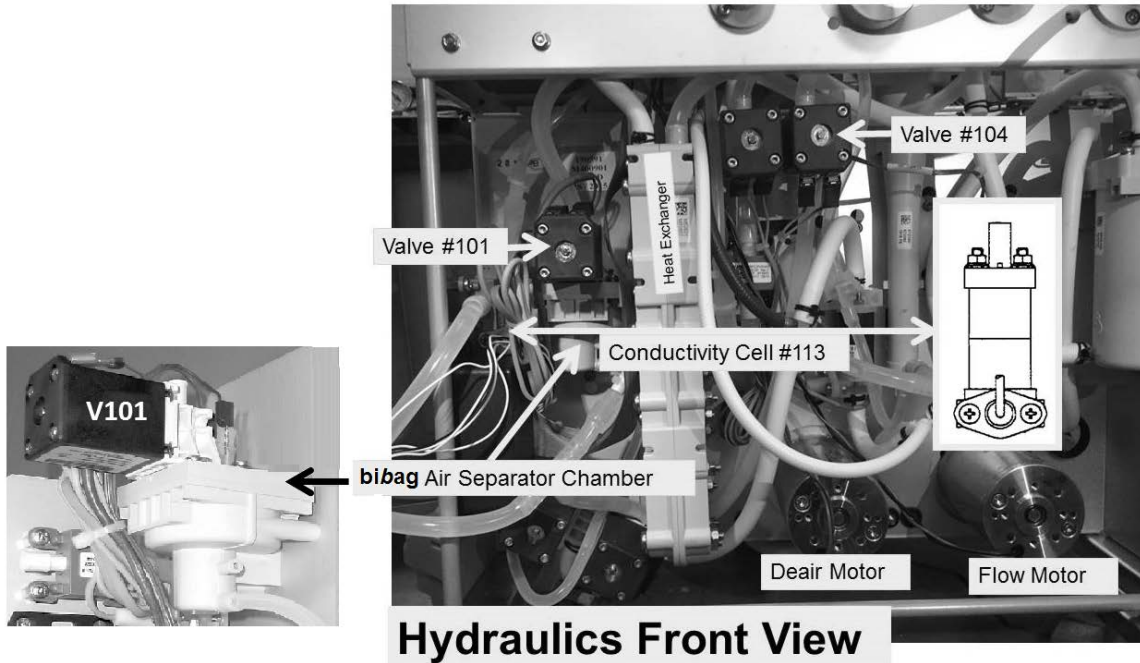 Valve #104
Valve #101
Heat Exchanger
Conductivity Cell #113
V101
bibag Air Separator Chamber
Deair Motor
Flow Motor
Hydraulics Front View